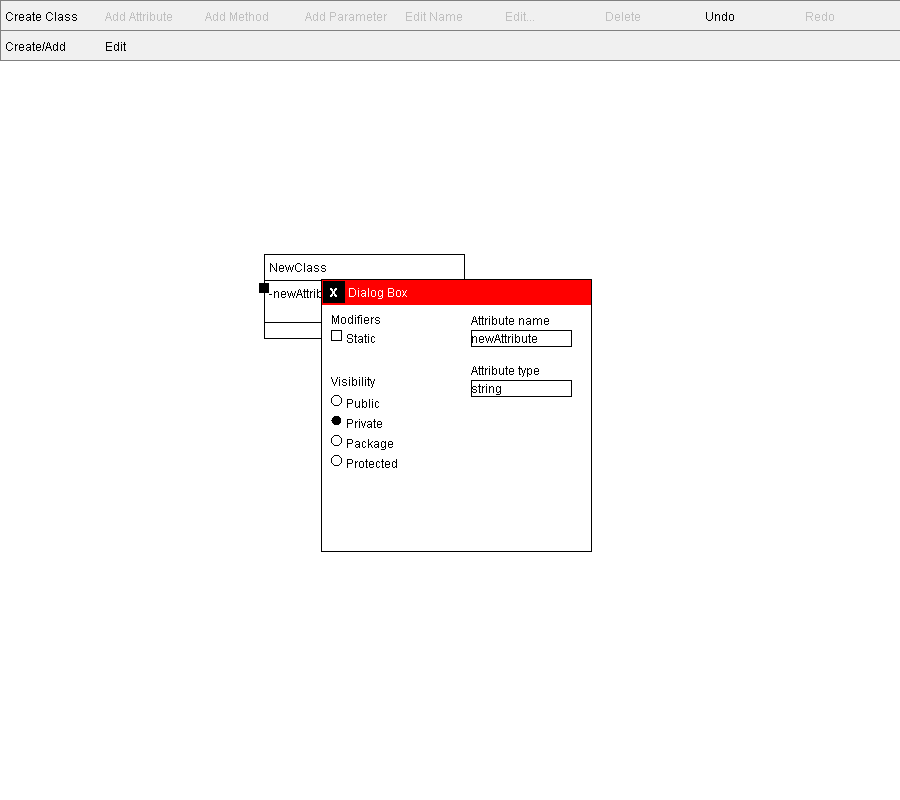 Create Class Add Attribute Add Method Add Parameter Edit Name Edit... Delete Undo Redo
Create/Add Edit
NewClass
-newAttrib
X Dialog Box
Modifiers
Static
Visibility
Public
Private
Package
Protected
Attribute name
newAttribute
Attribute type
string